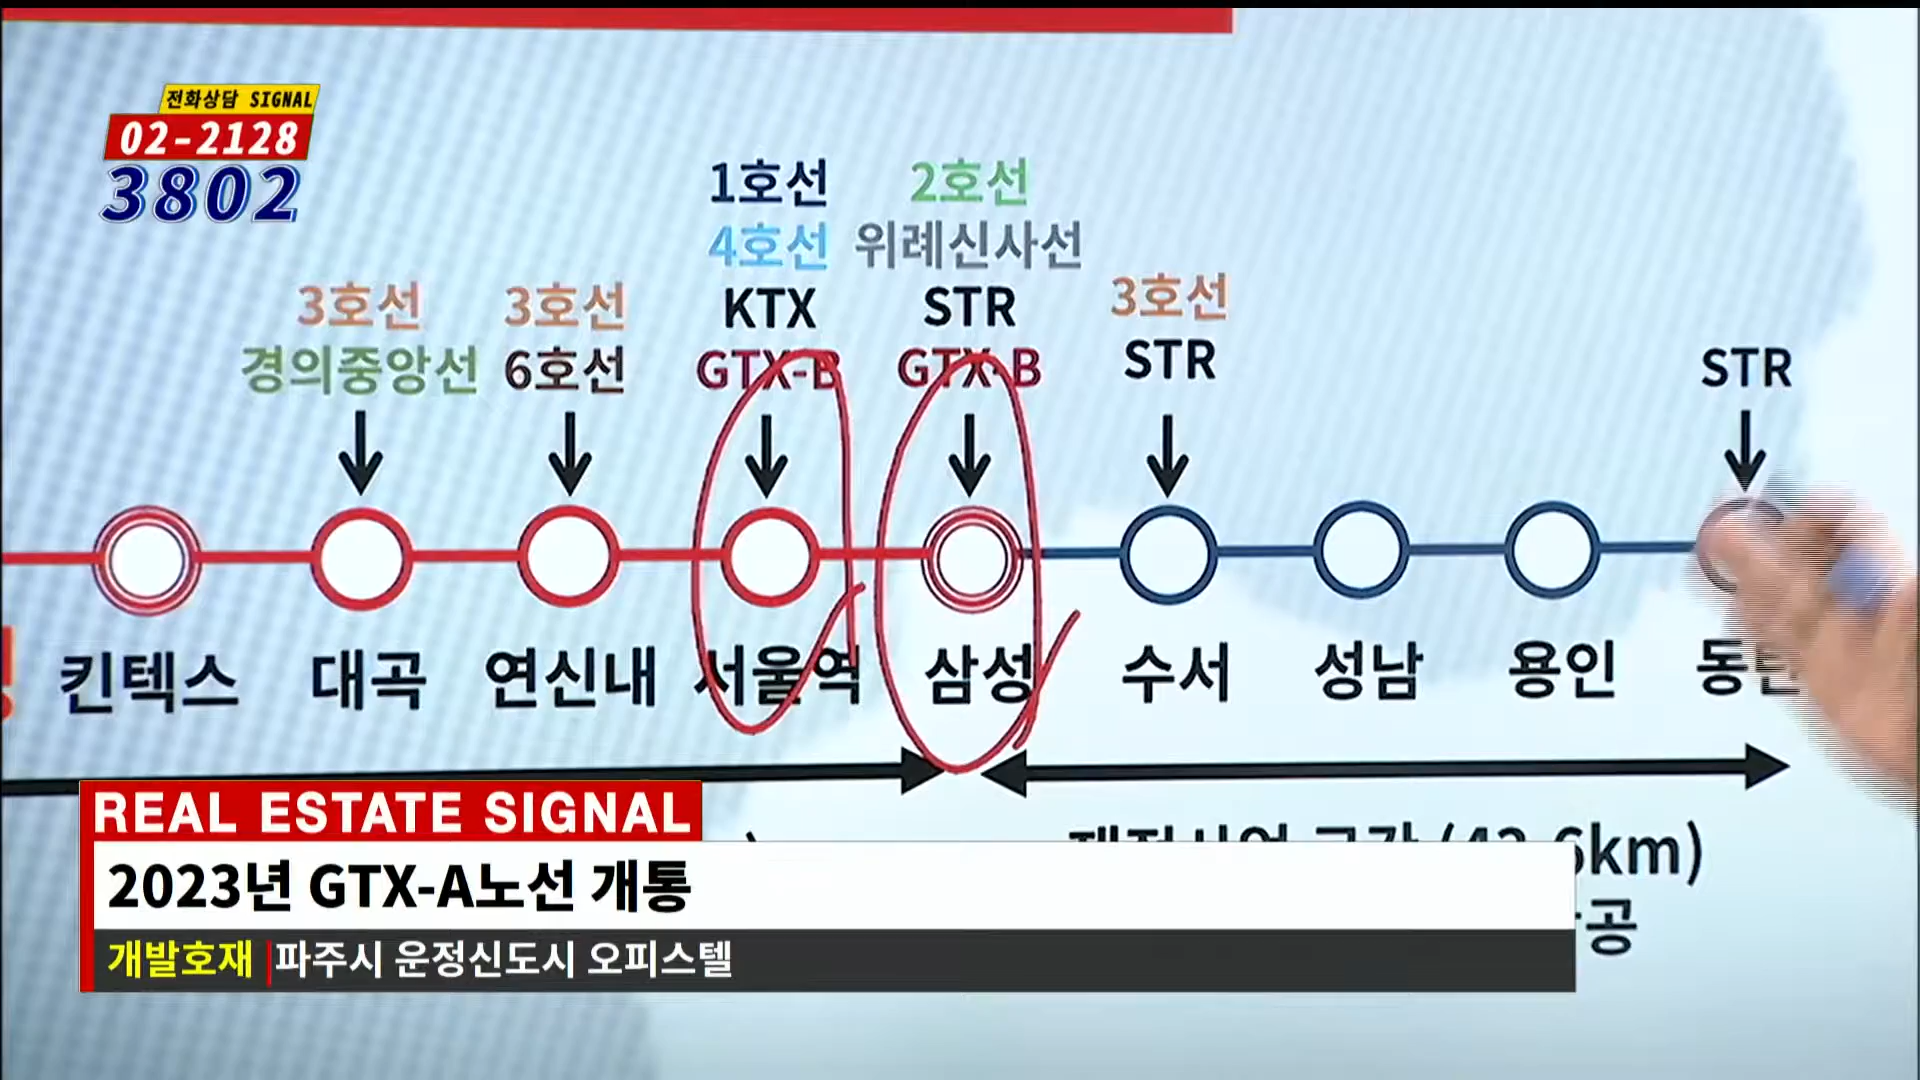 전화상담 SIGNAL
02-2128
3802
1호선
4호선
KTX
GTX-B
2호선
위례신사선
STR
GTX-B
3호선
경의중앙선
3호선
6호선
3호선
STR
STR
킨텍스
대곡
연신내
서울역
삼성
수서
성남
용인
REAL ESTATE SIGNAL
2023년 GTX-A노선 개통
개발호재
파주시 운정신도시 오피스텔